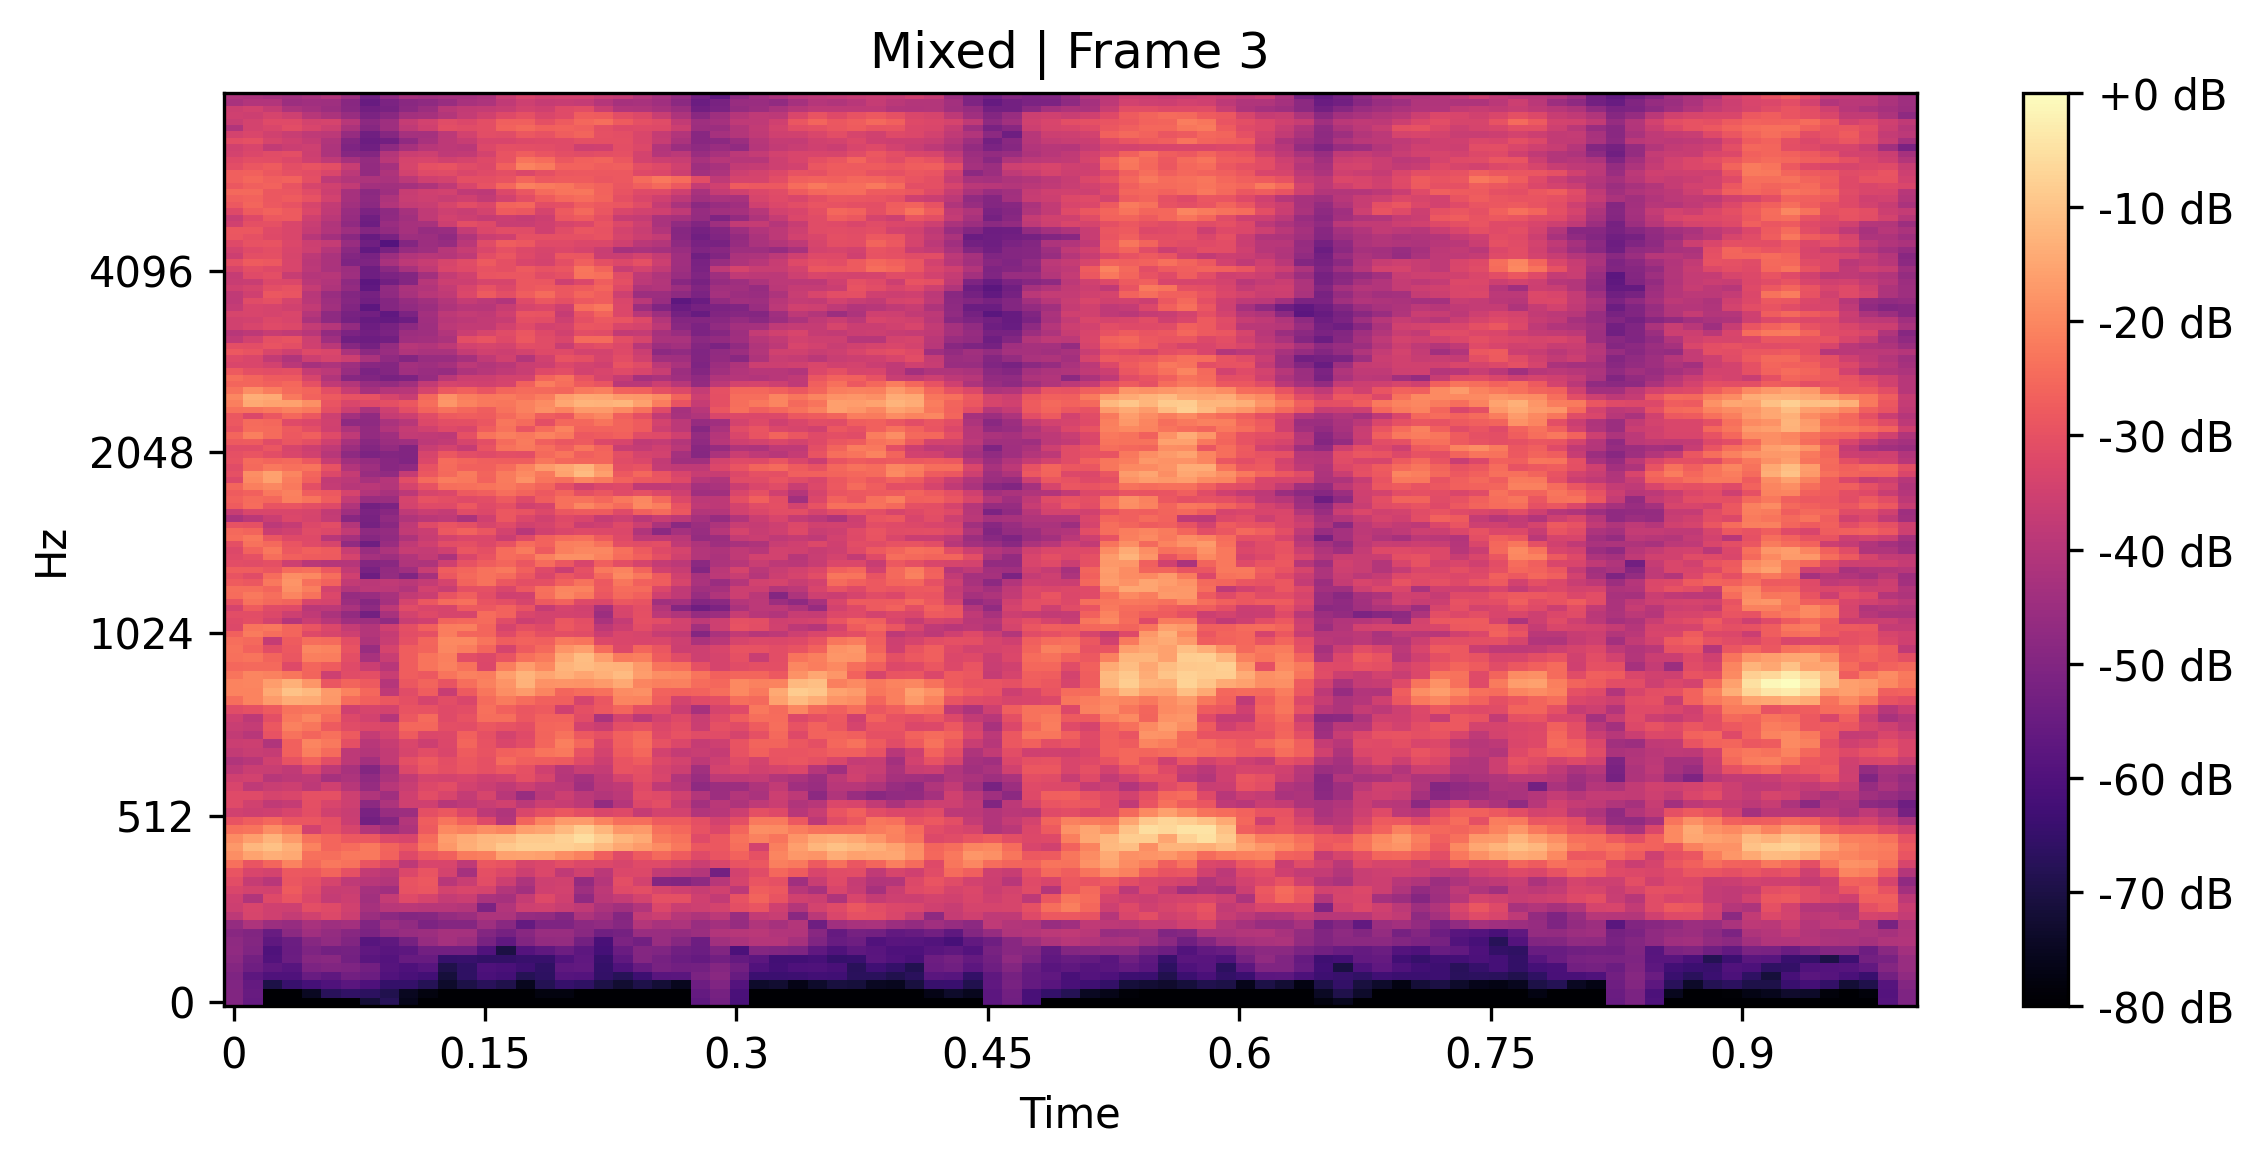 Mixed | Frame 3
+0 dB
-10 dB
-20 dB
-30 dB
-40 dB
-50 dB
-60 dB
-70 dB
-80 dB
Hz
4096
2048
1024
512
0
0 0.15 0.3 0.45 0.6 0.75 0.9
Time